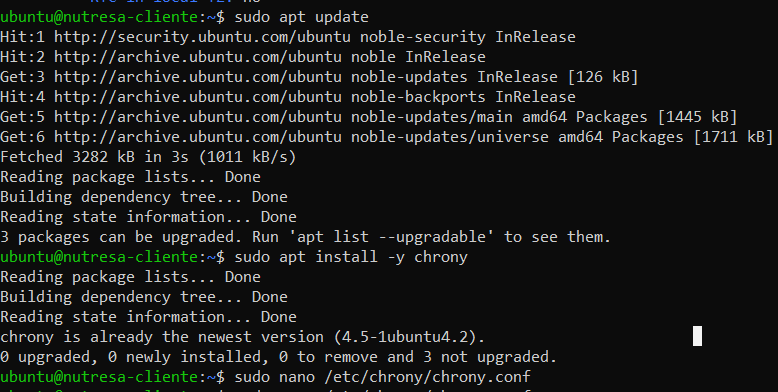 RTC in local TZ: no
ubuntu@nutresa-cliente:~$ sudo apt update
Hit:1 http://security.ubuntu.com/ubuntu noble-security InRelease
Hit:2 http://archive.ubuntu.com/ubuntu noble InRelease
Get:3 http://archive.ubuntu.com/ubuntu noble-updates InRelease [126 kB]
Hit:4 http://archive.ubuntu.com/ubuntu noble-backports InRelease
Get:5 http://archive.ubuntu.com/ubuntu noble-updates/main amd64 Packages [1445 kB]
Get:6 http://archive.ubuntu.com/ubuntu noble-updates/universe amd64 Packages [1711 kB]
Fetched 3282 kB in 3s (1011 kB/s)
Reading package lists... Done
Building dependency tree... Done
Reading state information... Done
3 packages can be upgraded. Run 'apt list --upgradable' to see them.
ubuntu@nutresa-cliente:~$ sudo apt install -y chrony
Reading package lists... Done
Building dependency tree... Done
Reading state information... Done
chrony is already the newest version (4.5-1ubuntu4.2).
0 upgraded, 0 newly installed, 0 to remove and 3 not upgraded.
ubuntu@nutresa-cliente:~$ sudo nano /etc/chrony/chrony.conf